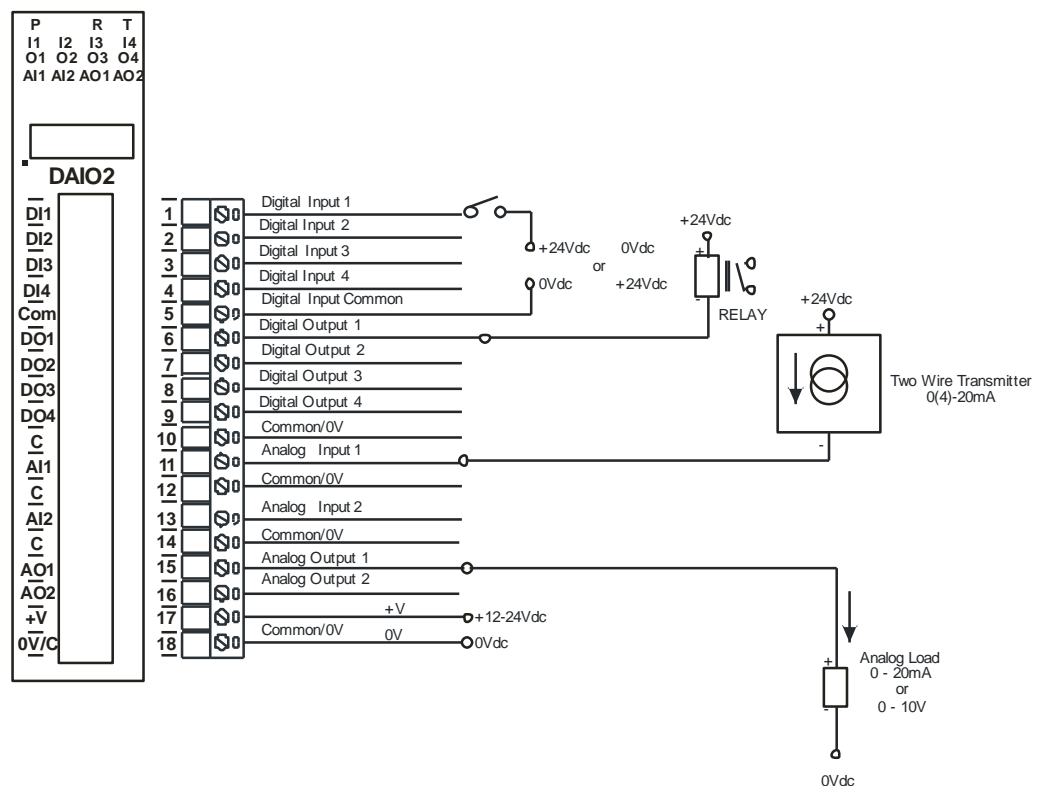 P R T
I1 I2 I3 I4
O1 O2 O3 O4
AI1 AI2 AO1 AO2
DAIO2
DI1
DI2
DI3
DI4
Com
DO1
DO2
DO3
DO4
C
AI1
C
AI2
C
AO1
AO2
+V
0V/C
1 Digital Input 1
2 Digital Input 2
3 Digital Input 3
4 Digital Input 4
5 Digital Input Common
6 Digital Output 1
7 Digital Output 2
8 Digital Output 3
9 Digital Output 4
10 Common/0V
11 Analog Input 1
12 Common/0V
13 Analog Input 2
14 Common/0V
15 Analog Output 1
16 Analog Output 2
17 +V +12-24Vdc
18 Common/0V 0V 0Vdc
+24Vdc 0Vdc
or
0Vdc +24Vdc
+24Vdc
+
-
RELAY
+24Vdc
+
-
Two Wire Transmitter
0(4)-20mA
+
-
Analog Load
0 - 20mA
or
0 - 10V
0Vdc